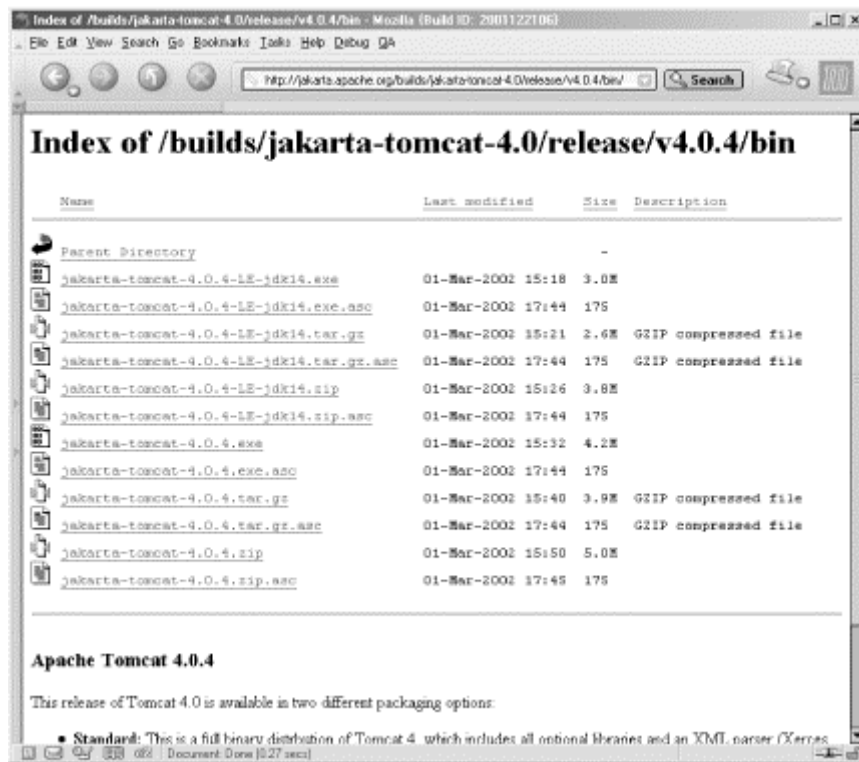 Index of /builds/jakarta-tomcat-4.0/release/v4.0.4/bin - Mozilla {Build ID: 2001122106}
File Edit View Search Go Bookmarks Tasks Help Debug QA
http://jakarta.apache.org/builds/jakarta-tomcat-4.0/release/v4.0.4/bin/ Search
Index of /builds/jakarta-tomcat-4.0/release/v4.0.4/bin
Name Last modified Size Description
Parent Directory -
jakarta-tomcat-4.0.4-LE-jdk14.exe 01-Mar-2002 15:18 3.0M
jakarta-tomcat-4.0.4-LE-jdk14.exe.asc 01-Mar-2002 17:44 175
jakarta-tomcat-4.0.4-LE-jdk14.tar.gz 01-Mar-2002 15:21 2.6M GZIP compressed file
jakarta-tomcat-4.0.4-LE-jdk14.tar.gz.asc 01-Mar-2002 17:44 175 GZIP compressed file
jakarta-tomcat-4.0.4-LE-jdk14.zip 01-Mar-2002 15:26 3.8M
jakarta-tomcat-4.0.4-LE-jdk14.zip.asc 01-Mar-2002 17:44 175
jakarta-tomcat-4.0.4.exe 01-Mar-2002 15:32 4.2M
jakarta-tomcat-4.0.4.exe.asc 01-Mar-2002 17:44 175
jakarta-tomcat-4.0.4.tar.gz 01-Mar-2002 15:40 3.9M GZIP compressed file
jakarta-tomcat-4.0.4.tar.gz.asc 01-Mar-2002 17:44 175 GZIP compressed file
jakarta-tomcat-4.0.4.zip 01-Mar-2002 15:50 5.0M
jakarta-tomcat-4.0.4.zip.asc 01-Mar-2002 17:45 175
Apache Tomcat 4.0.4
This release of Tomcat 4.0 is available in two different packaging options:
• Standard: This is a full binary distribution of Tomcat 4, which includes all optional libraries and an XML parser (Xerces
Document: Done (0.27 secs)